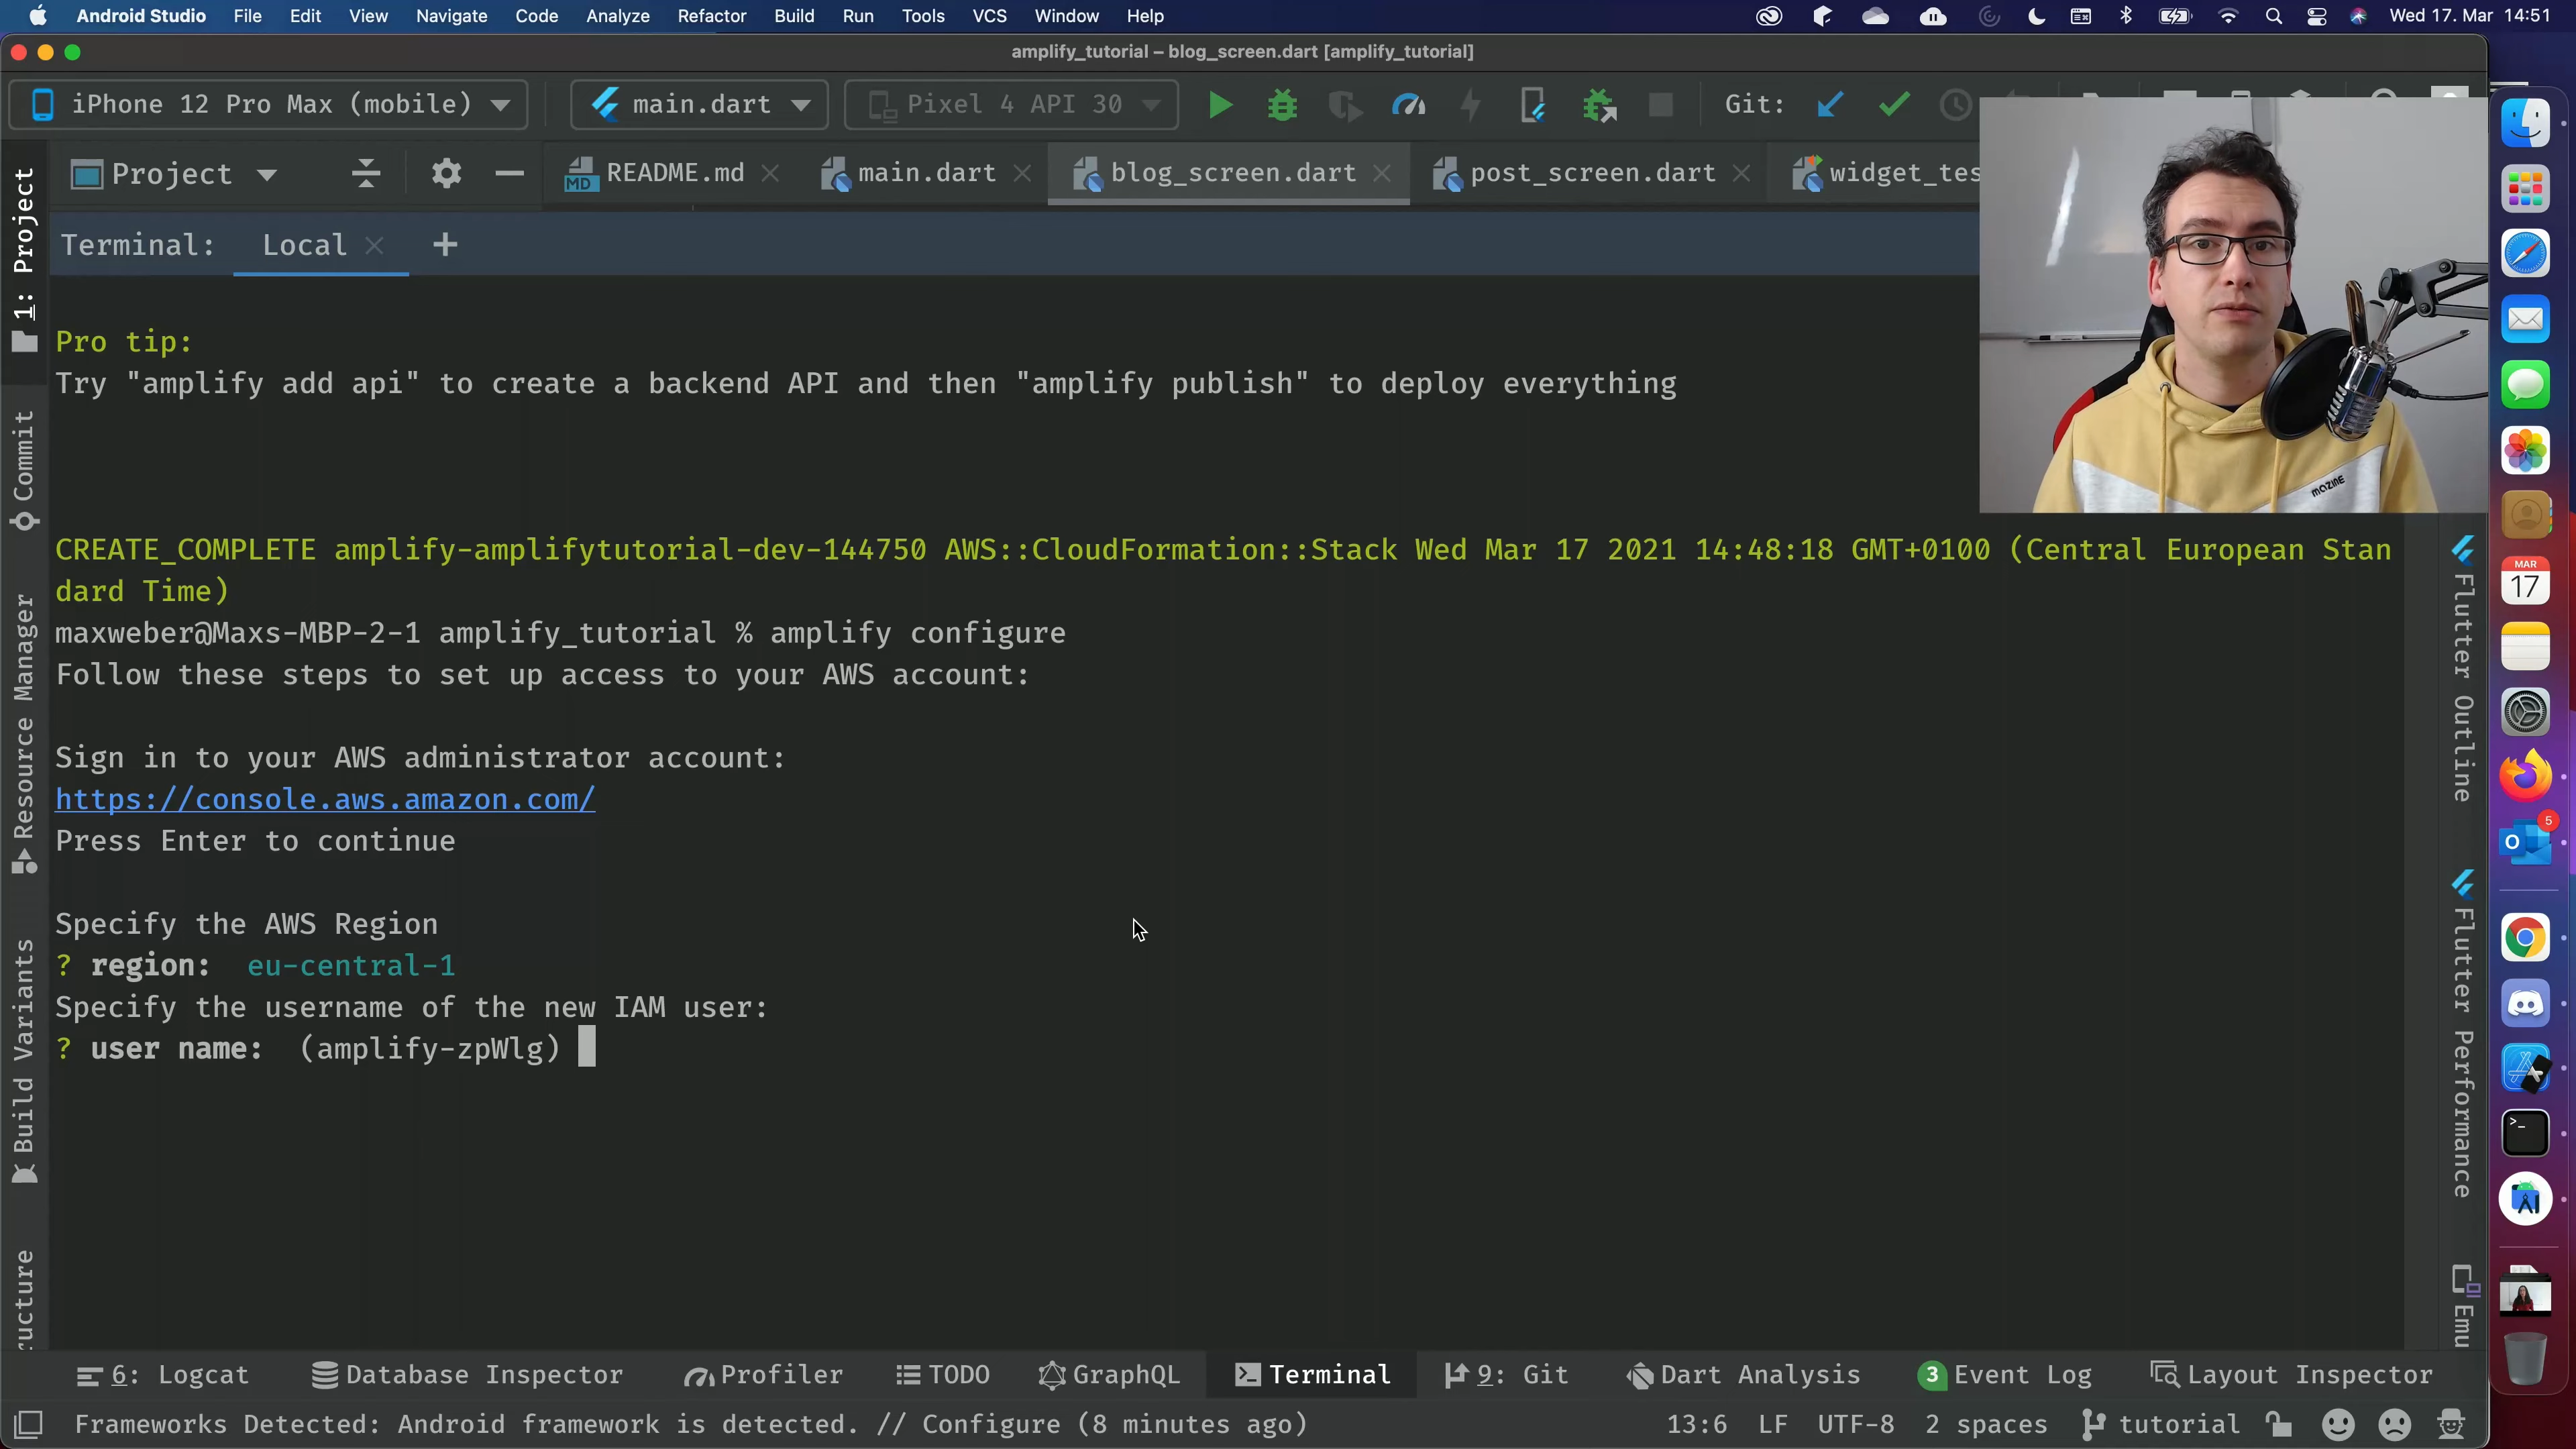 Android Studio File Edit View Navigate Code Analyze Refactor Build Run Tools VCS Window Help Wed 17. Mar 14:51
amplify_tutorial – blog_screen.dart [amplify_tutorial]
iPhone 12 Pro Max (mobile) main.dart Pixel 4 API 30 Git:
Project README.md main.dart blog_screen.dart post_screen.dart widget_tes
Terminal: Local +
Pro tip:
Try "amplify add api" to create a backend API and then "amplify publish" to deploy everything
CREATE_COMPLETE amplify-amplifytutorial-dev-144750 AWS::CloudFormation::Stack Wed Mar 17 2021 14:48:18 GMT+0100 (Central European Stan
dard Time)
maxweber@Maxs-MBP-2-1 amplify_tutorial % amplify configure
Follow these steps to set up access to your AWS account:
Sign in to your AWS administrator account:
https://console.aws.amazon.com/
Press Enter to continue
Specify the AWS Region
? region: eu-central-1
Specify the username of the new IAM user:
? user name: (amplify-zpWlg)
1: Project
Commit
Resource Manager
Build Variants
ructure
Flutter Outline
Flutter Performance
Emu
mazine
MAR
17
5
6: Logcat Database Inspector Profiler TODO GraphQL Terminal 9: Git Dart Analysis 3 Event Log Layout Inspector
Frameworks Detected: Android framework is detected. // Configure (8 minutes ago) 13:6 LF UTF-8 2 spaces tutorial